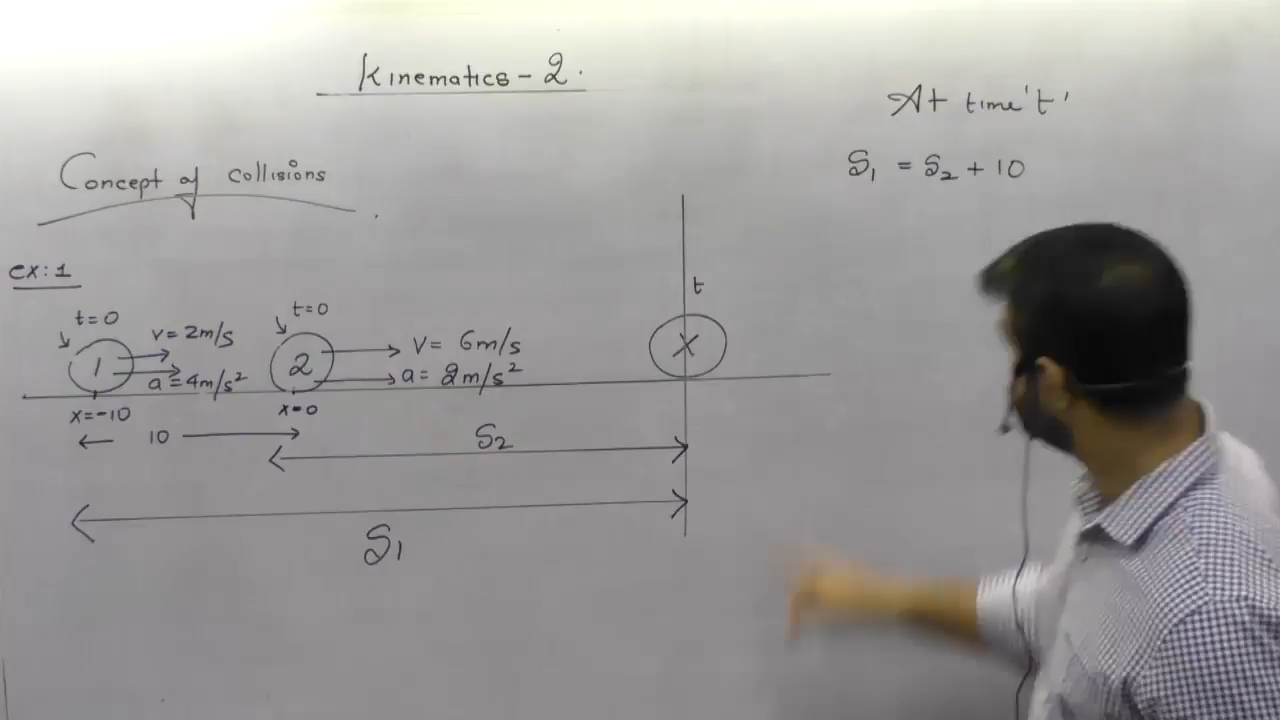 Kinematics - 2.
At time 't'
S₁ = S₂ + 10
Concept of collisions
ex: 1
t
t=0
t=0
v= 2m/s
v= 6m/s
1
2
X
a= 4m/s²
a= 2m/s²
x=-10
x=0
10
S₂
S₁